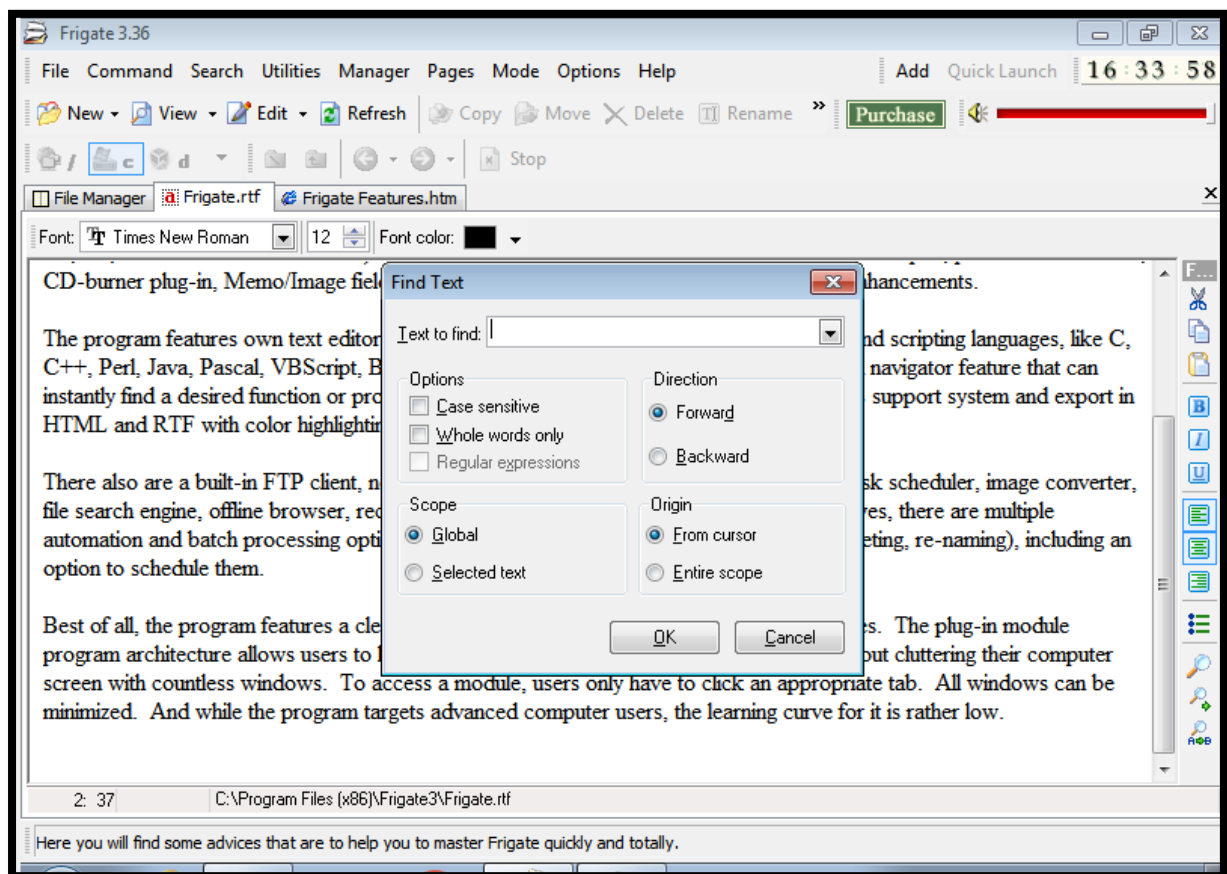 Frigate 3.36
File Command Search Utilities Manager Pages Mode Options Help Add Quick Launch 16:33:58
New View Edit Refresh Copy Move Delete Rename » Purchase
/ c d Stop
File Manager Frigate.rtf Frigate Features.htm
Font: Times New Roman 12 Font color:
CD-burner plug-in, Memo/Image hancements.
The program features own text editor nd scripting languages, like C,
C++, Perl, Java, Pascal, VBScript, B navigator feature that can
instantly find a desired function or pro support system and export in
HTML and RTF with color
There also are a built-in FTP client, sk scheduler, image converter,
file search engine, offline browser, there are multiple
automation and batch processing eting, re-naming), including an
option to schedule them.
Best of all, the program features a The plug-in module
program architecture allows users to out cluttering their computer
screen with countless windows. To access a module, users only have to click an appropriate tab. All windows can be
minimized. And while the program targets advanced computer users, the learning curve for it is rather low.
F...
B
I
U
A B
Find Text
Text to find:
Options
Case sensitive
Whole words only
Regular expressions
Direction
Forward
Backward
Scope
Global
Selected text
Origin
From cursor
Entire scope
OK Cancel
2: 37 C:\Program Files (x86)\Frigate3\Frigate.rtf
Here you will find some advices that are to help you to master Frigate quickly and totally.